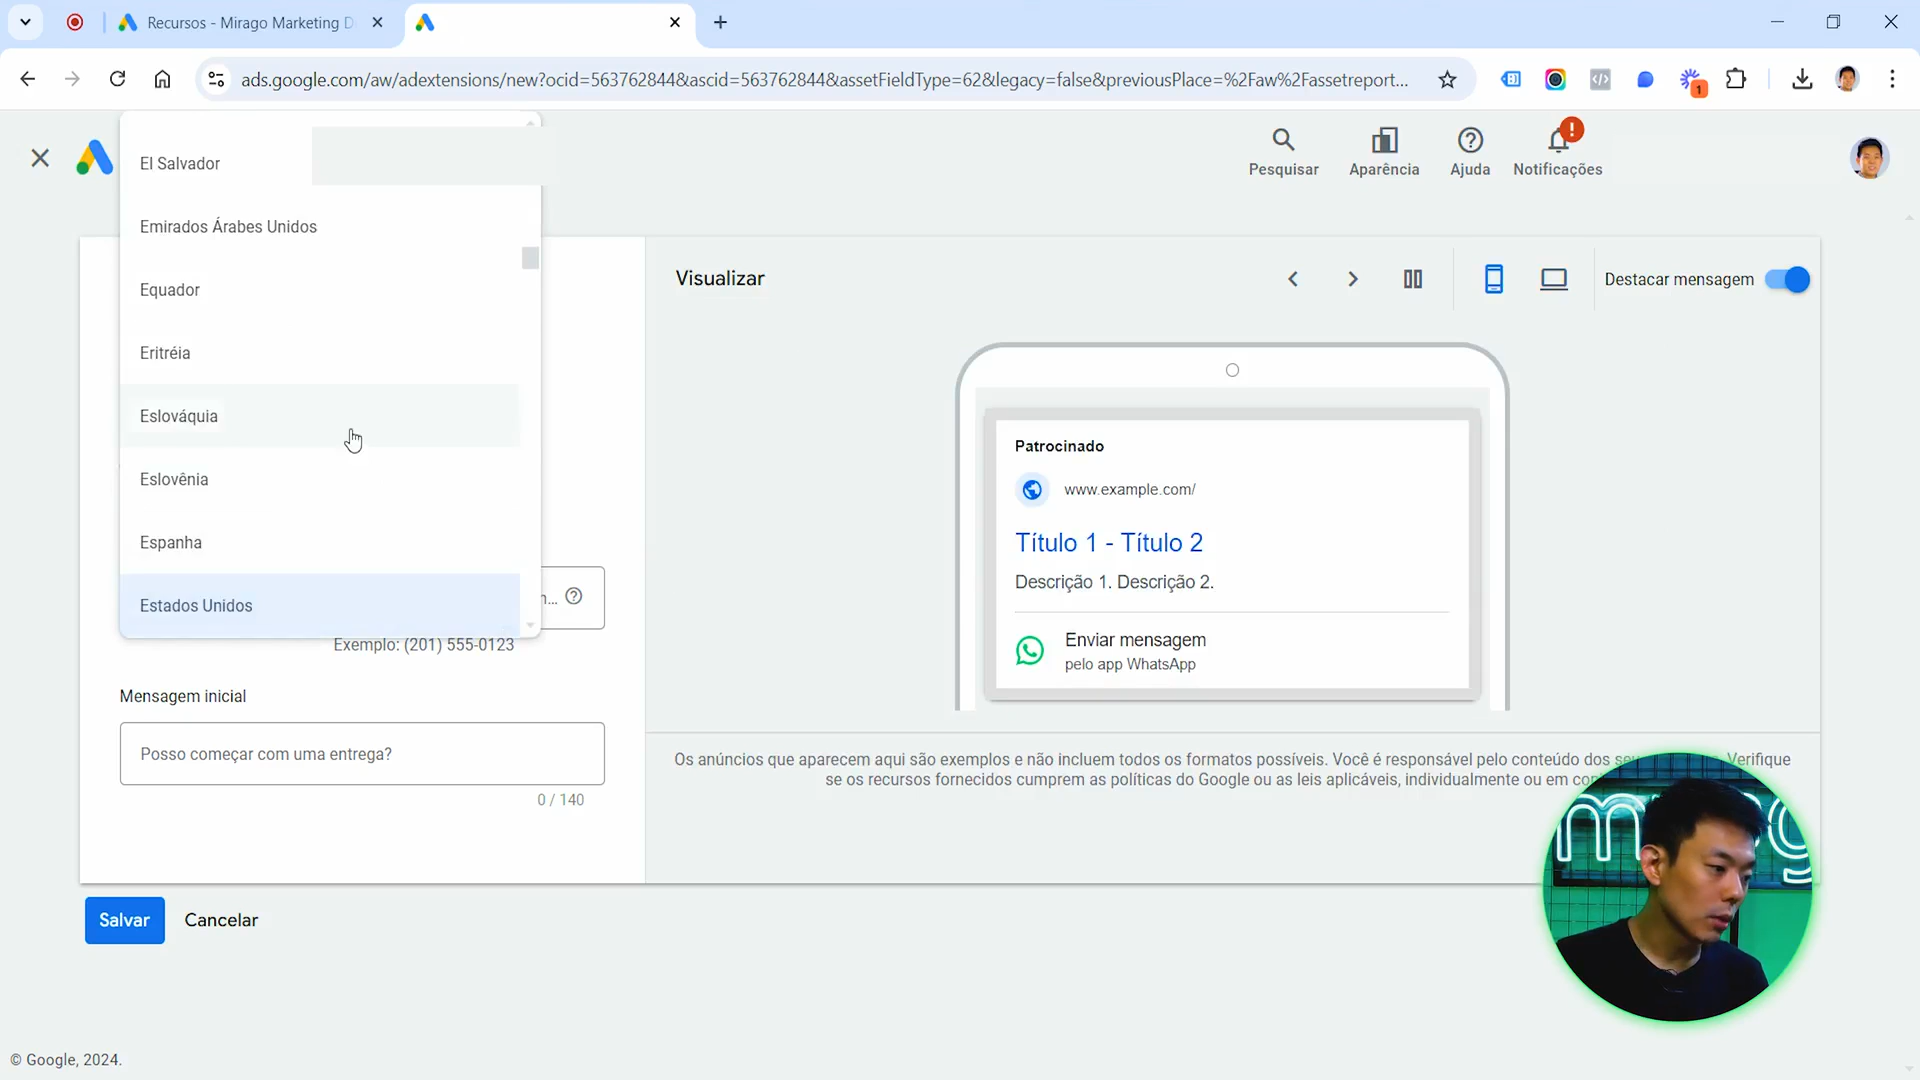 Recursos - Mirago Marketing D
ads.google.com/aw/adextensions/new?ocid=563762844&ascid=563762844&assetFieldType=62&legacy=false&previousPlace=%2Faw%2Fassetreport...
1
Pesquisar
Aparência
Ajuda
!
Notificações
El Salvador
Emirados Árabes Unidos
Equador
Eritréia
Eslováquia
Eslovênia
Espanha
Estados Unidos
n...
Exemplo: (201) 555-0123
Mensagem inicial
Posso começar com uma entrega?
0 / 140
Salvar
Cancelar
Visualizar
Destacar mensagem
Patrocinado
www.example.com/
Título 1 - Título 2
Descrição 1. Descrição 2.
Enviar mensagem
pelo app WhatsApp
Os anúncios que aparecem aqui são exemplos e não incluem todos os formatos possíveis. Você é responsável pelo conteúdo dos Verifique
se os recursos fornecidos cumprem as políticas do Google ou as leis aplicáveis, individualmente ou em
© Google, 2024.